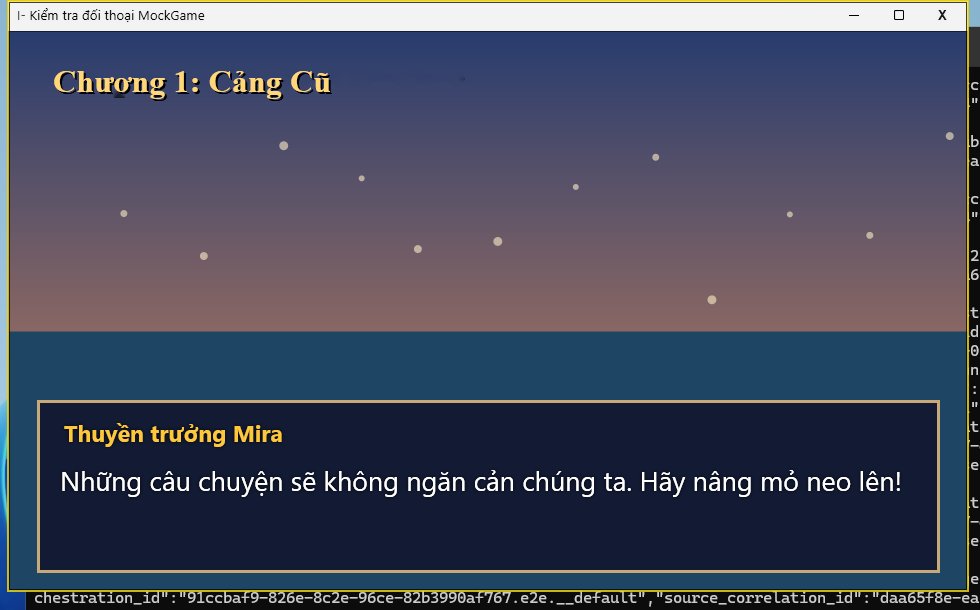 I- Kiểm tra đối thoại MockGame
Chương 1: Cảng Cũ
Thuyền trưởng Mira
Những câu chuyện sẽ không ngăn cản chúng ta. Hãy nâng mỏ neo lên!
chestration_id":"91ccbaf9-826e-8c2e-96ce-82b3990af767.e2e.__default","source_correlation_id":"daa65f8e-ee